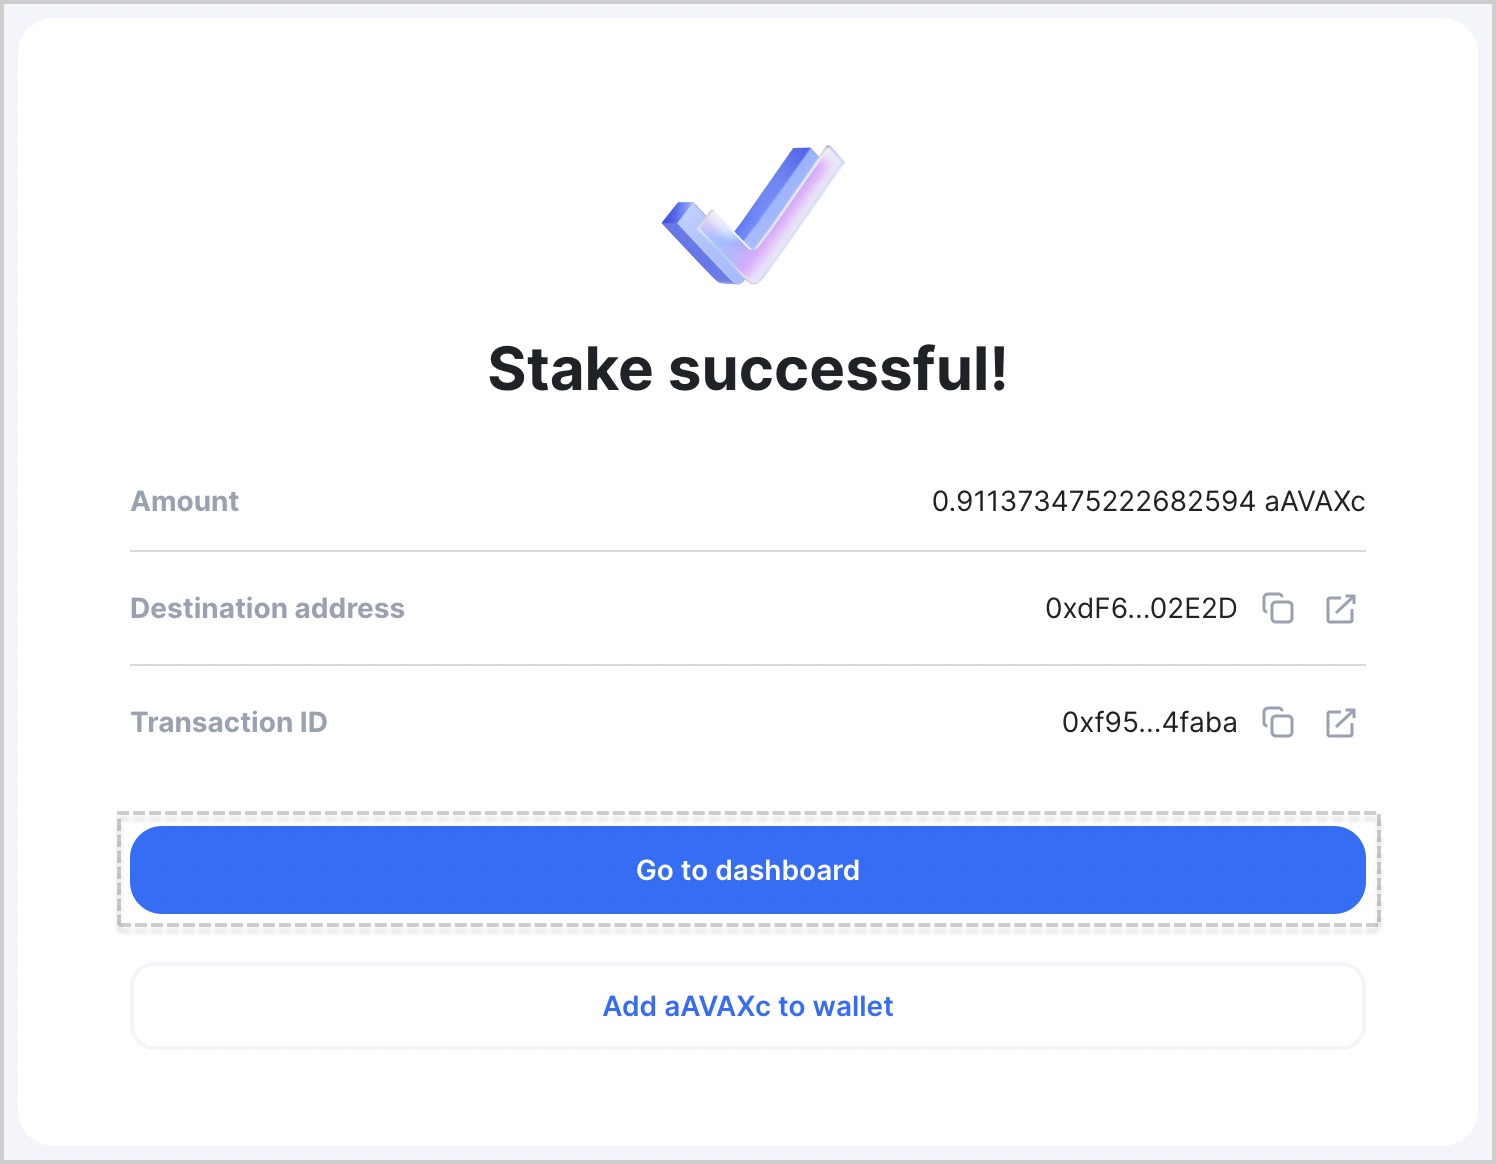 Stake successful!
Amount 0.911373475222682594 aAVAXc
Destination address 0xdF6...02E2D
Transaction ID 0xf95...4faba
Go to dashboard
Add aAVAXc to wallet